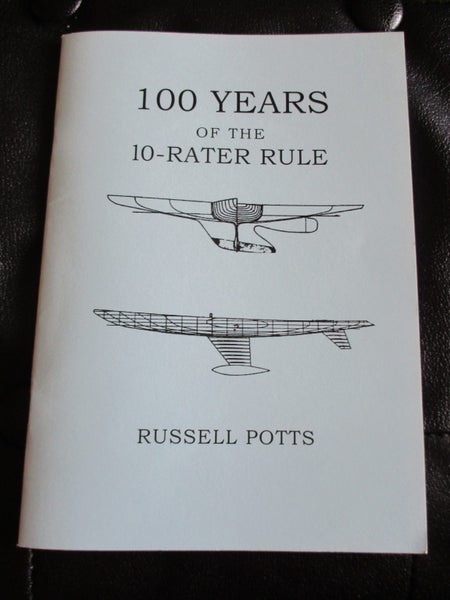 100 YEARS
OF THE
10-RATER RULE
RUSSELL POTTS